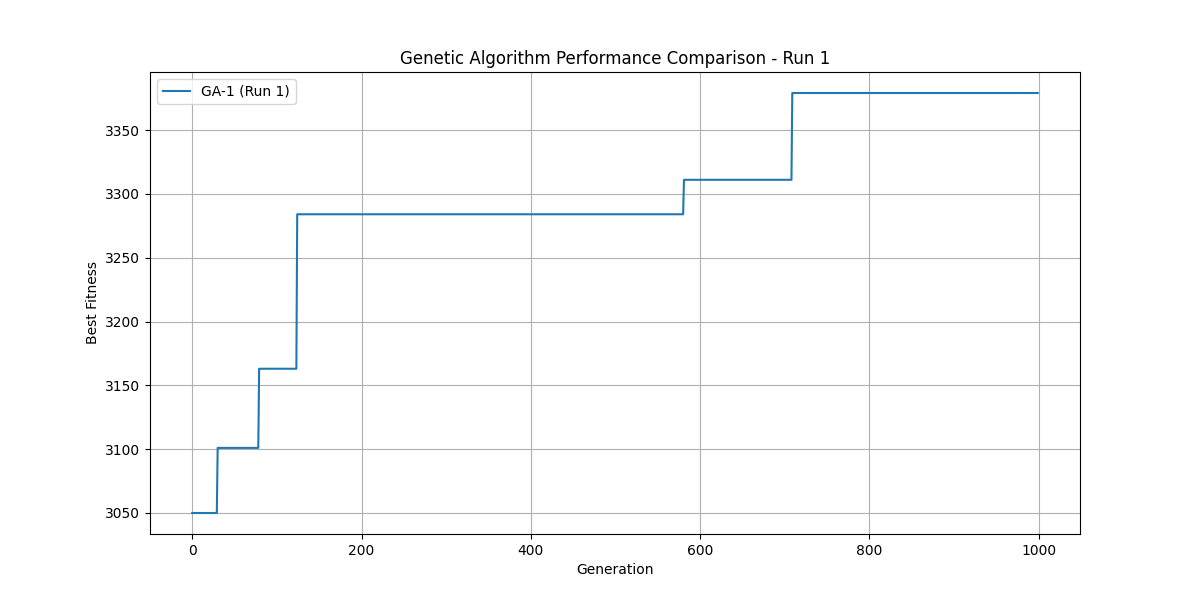 Genetic Algorithm Performance Comparison - Run 1
GA-1 (Run 1)
3350
3300
3250
3200
3150
3100
3050
Best Fitness
0 200 400 600 800 1000
Generation